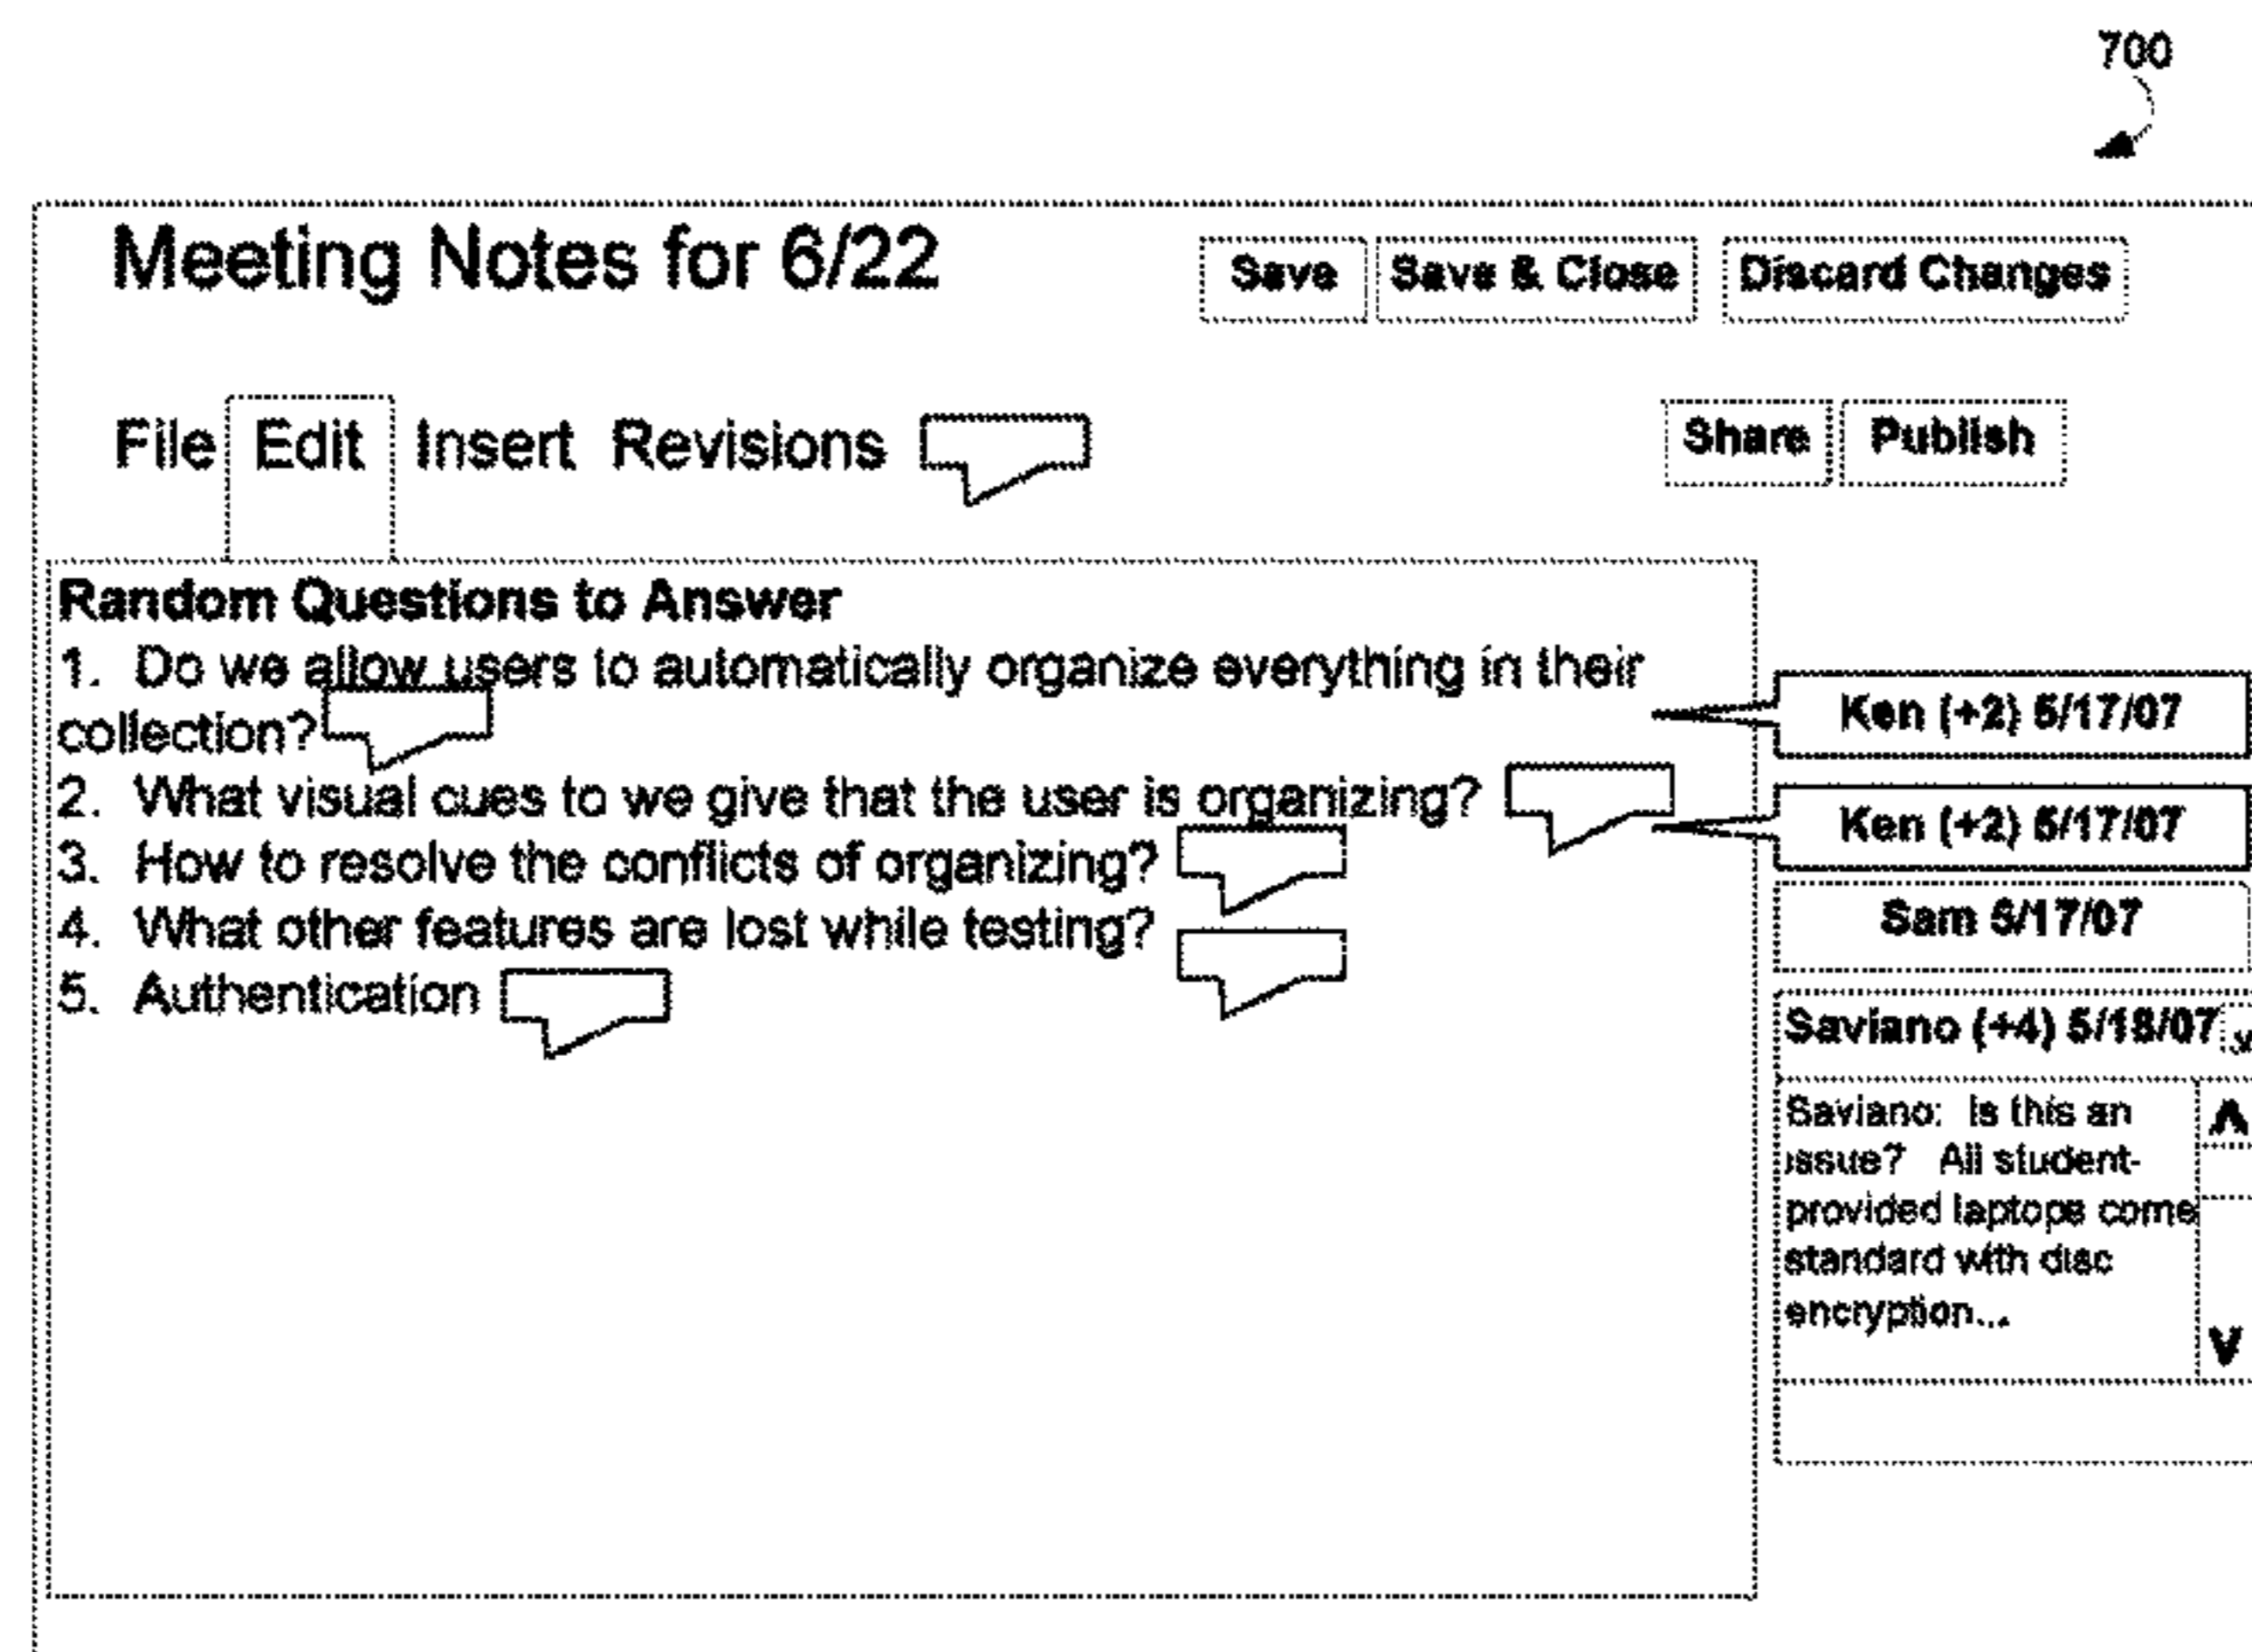 700
Meeting Notes for 6/22
Save Save & Close Discard Changes
File Edit Insert Revisions
Share Publish
Random Questions to Answer
1. Do we allow users to automatically organize everything in their
collection?
2. What visual cues to we give that the user is organizing?
3. How to resolve the conflicts of organizing?
4. What other features are lost while testing?
5. Authentication
Ken (+2) 5/17/07
Ken (+2) 5/17/07
Sam 5/17/07
Saviano (+4) 5/18/07
Saviano: Is this an
issue? All student-
provided laptops come
standard with disc
encryption...